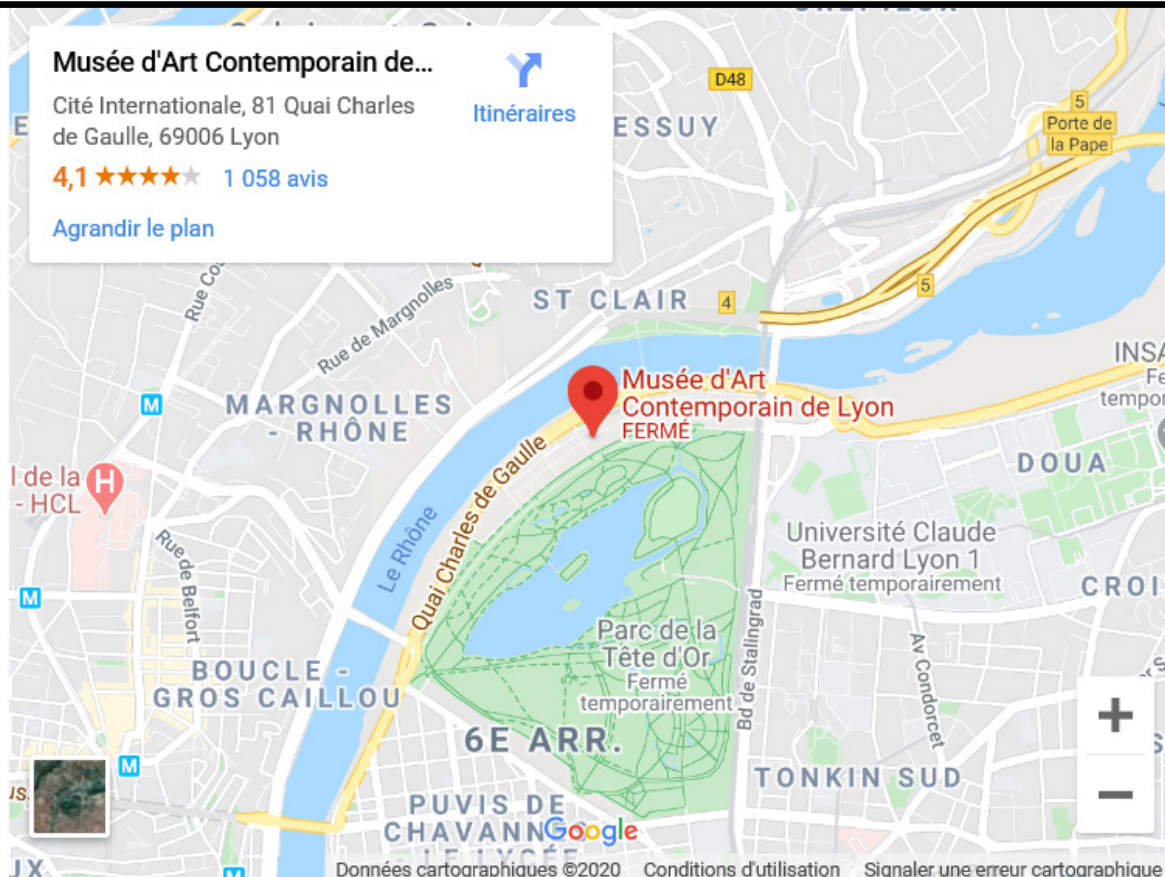 Musée d'Art Contemporain de...
Cité Internationale, 81 Quai Charles
de Gaulle, 69006 Lyon
4,1 1 058 avis
Agrandir le plan
Itinéraires
D48
ESSUY
5
Porte de
la Pape
5
Rue de Margnolles
ST CLAIR
4
M
MARGNOLLES
- RHÔNE
Musée d'Art
Contemporain de Lyon
FERMÉ
INSA
DOUA
l de la
- HCL
H
Le Rhône
Quai Charles de Gaulle
Université Claude
Bernard Lyon 1
Fermé temporairement
Rue de Belfort
M
CROI
Parc de la
Tête d'Or
Fermé
temporairement
Bd de Stalingrad
Av Condorcet
BOUCLE -
GROS CAILLOU
6E ARR.
M
TONKIN SUD
PUVIS DE
CHAVANN
LE LYCÉE
Google
+
−
M
Données cartographiques ©2020 Conditions d'utilisation Signaler une erreur cartographique